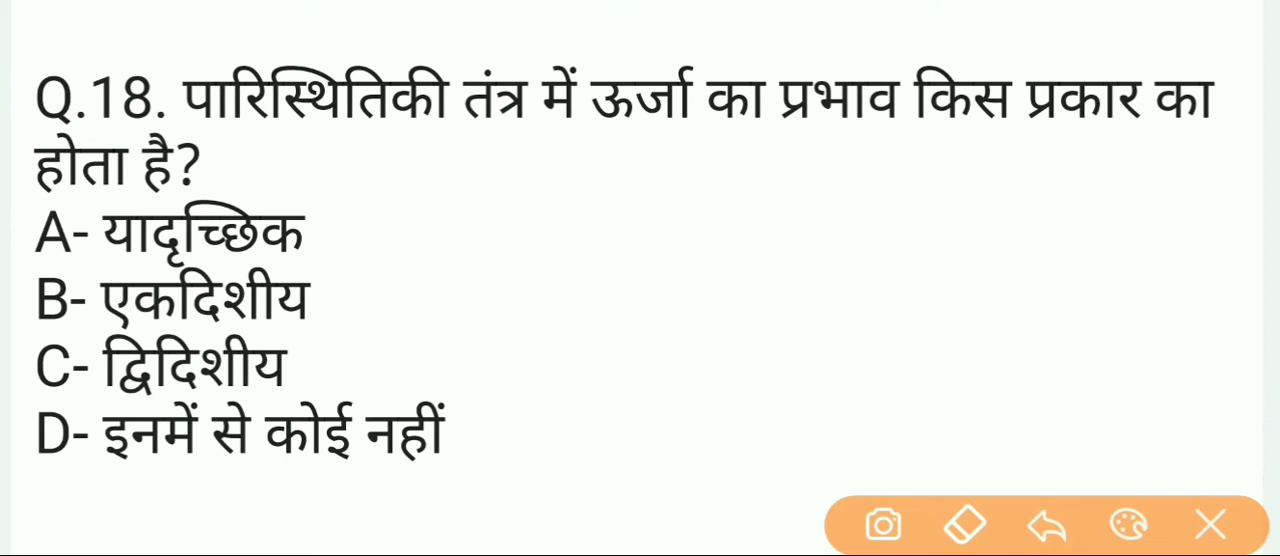 Q.18. पारिस्थितिकी तंत्र में ऊर्जा का प्रभाव किस प्रकार का
होता है?
A- यादृच्छिक
B- एकदिशीय
C- द्विदिशीय
D- इनमें से कोई नहीं